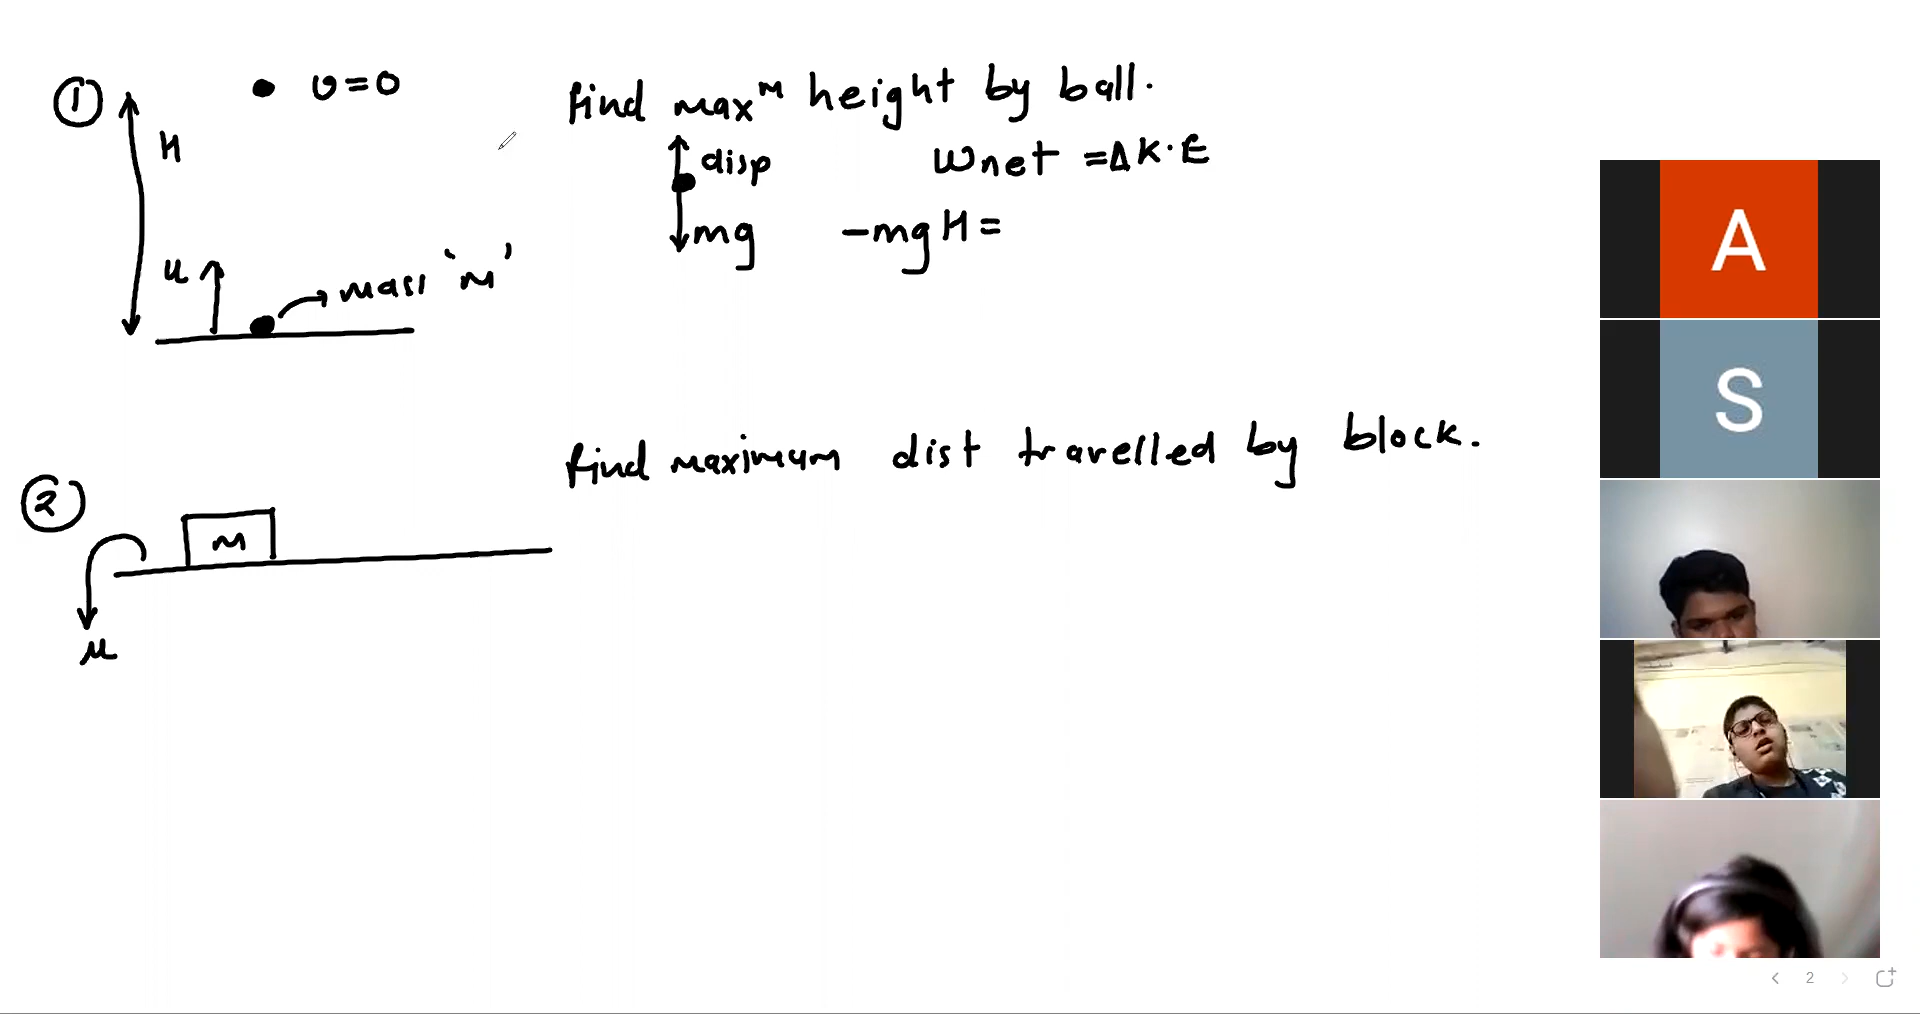 ① v=0
H
u
mass 'm'
find maxᵐ height by ball.
disp
mg
Wnet = ΔK·E
-mgH =
②
m
μ
find maximum dist travelled by block.
A
S
2